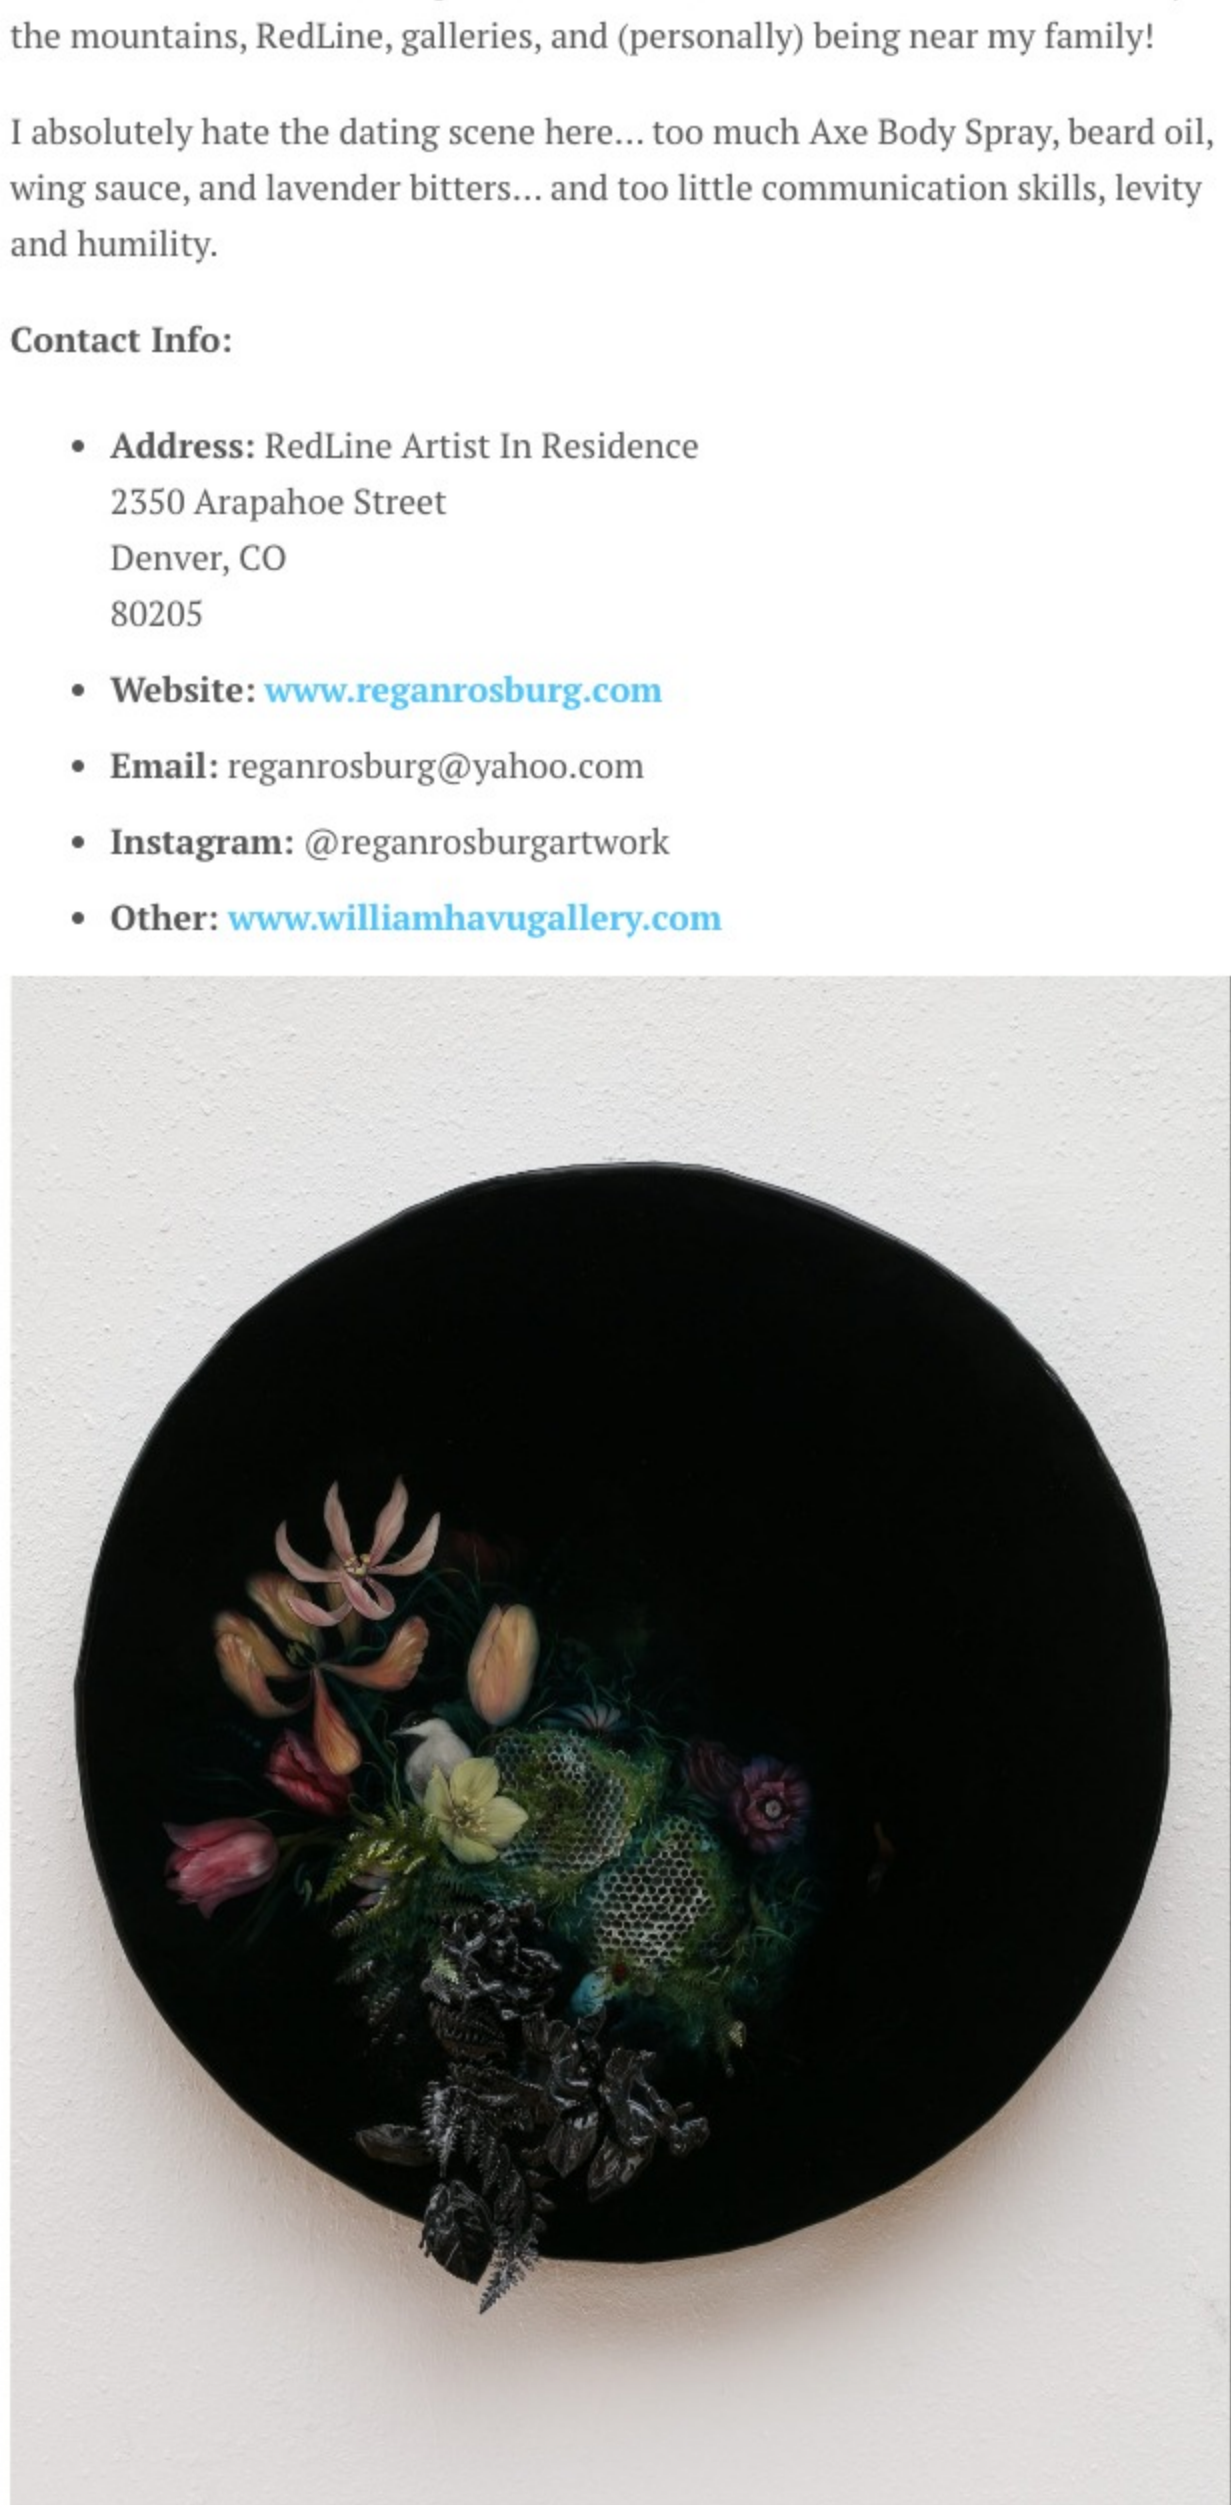 the mountains, RedLine, galleries, and (personally) being near my family!
I absolutely hate the dating scene here… too much Axe Body Spray, beard oil,
wing sauce, and lavender bitters… and too little communication skills, levity
and humility.
Contact Info:
• Address: RedLine Artist In Residence
2350 Arapahoe Street
Denver, CO
80205
• Website: www.reganrosburg.com
• Email: reganrosburg@yahoo.com
• Instagram: @reganrosburgartwork
• Other: www.williamhavugallery.com